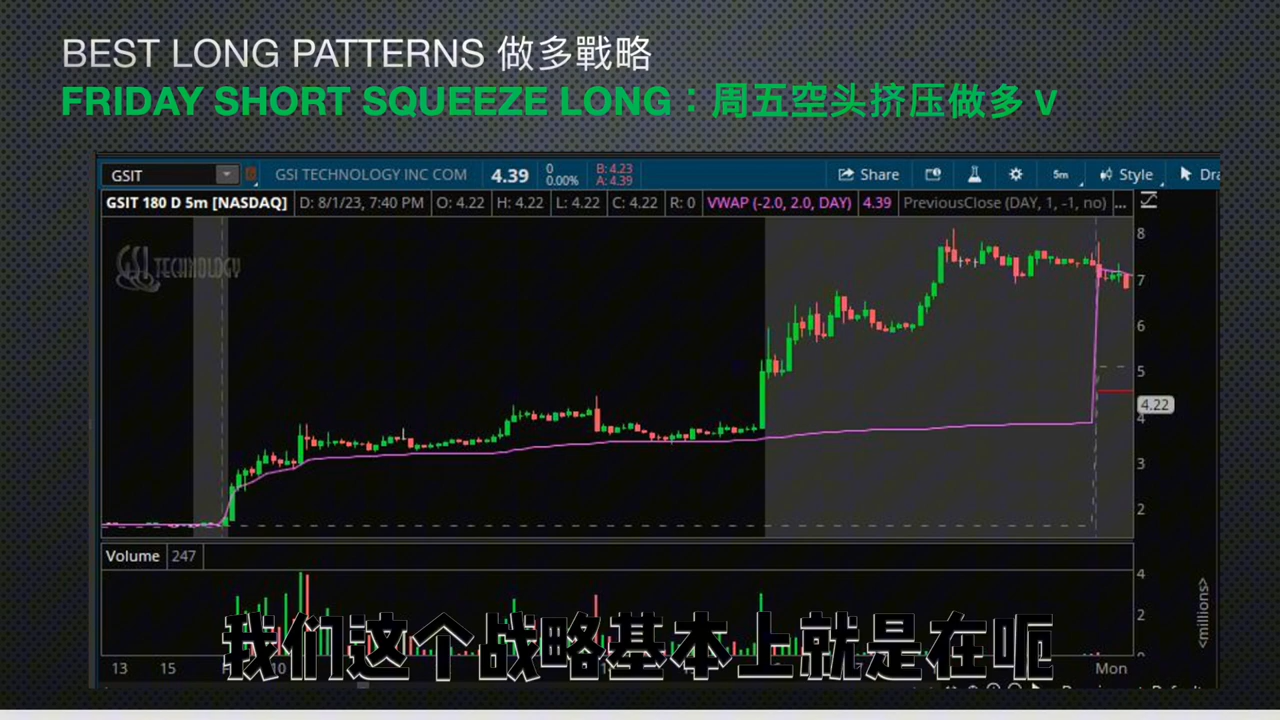 BEST LONG PATTERNS 做多戰略
FRIDAY SHORT SQUEEZE LONG：周五空头挤压做多 V
GSIT GSI TECHNOLOGY INC COM 4.39 0 0.00% B: 4.23 A: 4.39 Share 5m Style Dra
GSIT 180 D 5m [NASDAQ] D: 8/1/23, 7:40 PM O: 4.22 H: 4.22 L: 4.22 C: 4.22 R: 0 VWAP (-2.0, 2.0, DAY) 4.39 PreviousClose (DAY, 1, -1, no) ...
GSI TECHNOLOGY
8
7
6
5
4.22
4
3
2
Volume 247
4
2
<millions>
我们这个战略基本上就是在呃
13 15 10 Mon